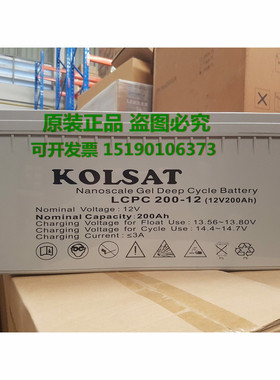 原装正品 盗图必究
可开发票 15190106373
KOLSAT
Nanoscale Gel Deep Cycle Battery
LCPC 200-12 (12V200Ah)
Nominal Voltage : 12V
Nominal Capacity: 200Ah
Charging Voltage for Float Use : 13.56~13.80V
Charging Voltage for Cycle Use : 14.4~14.7V
Charging Current : ≤3A